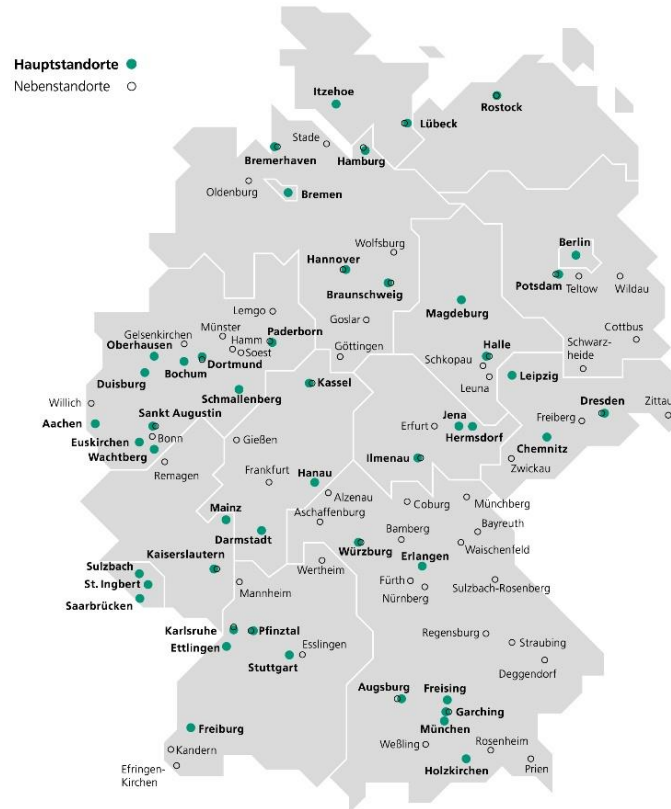 Hauptstandorte
Nebenstandorte
Itzehoe
Rostock
Lübeck
Stade
Bremerhaven
Hamburg
Oldenburg
Bremen
Wolfsburg
Berlin
Hannover
Potsdam
Teltow
Wildau
Braunschweig
Magdeburg
Lemgo
Goslar
Cottbus
Münster
Paderborn
Gelsenkirchen
Hamm
Schwarz-
heide
Oberhausen
Soest
Göttingen
Halle
Schkopau
Bochum
Dortmund
Duisburg
Leuna
Leipzig
Kassel
Willich
Schmallenberg
Dresden
Zittau
Sankt Augustin
Jena
Freiberg
Aachen
Erfurt
Hermsdorf
Euskirchen
Bonn
Gießen
Chemnitz
Wachtberg
Ilmenau
Zwickau
Remagen
Frankfurt
Hanau
Alzenau
Coburg
Münchberg
Mainz
Aschaffenburg
Bayreuth
Darmstadt
Bamberg
Würzburg
Waischenfeld
Kaiserslautern
Erlangen
Sulzbach
Wertheim
St. Ingbert
Mannheim
Fürth
Sulzbach-Rosenberg
Nürnberg
Saarbrücken
Karlsruhe
Pfinztal
Regensburg
Ettlingen
Esslingen
Straubing
Stuttgart
Deggendorf
Augsburg
Freising
Garching
München
Freiburg
Weßling
Rosenheim
Kandern
Holzkirchen
Prien
Efringen-
Kirchen